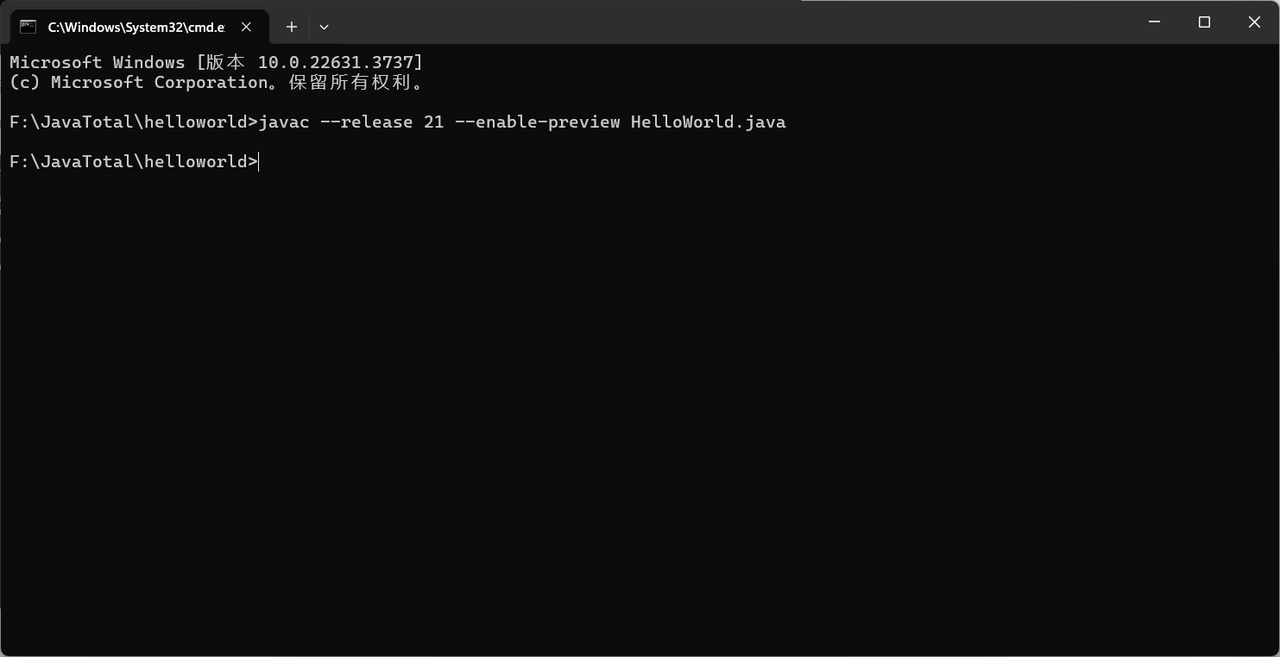 C:\Windows\System32\cmd.e
Microsoft Windows [版本 10.0.22631.3737]
(c) Microsoft Corporation。保留所有权利。
F:\JavaTotal\helloworld>javac --release 21 --enable-preview HelloWorld.java
F:\JavaTotal\helloworld>